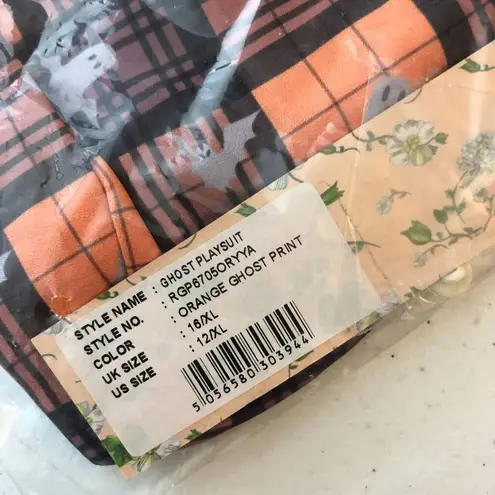 STYLE NAME : GHOST PLAYSUIT
STYLE NO. : RGP6705ORYYA
COLOR : ORANGE GHOST PRINT
UK SIZE : 16/XL
US SIZE : 12/XL
5 056580 303944